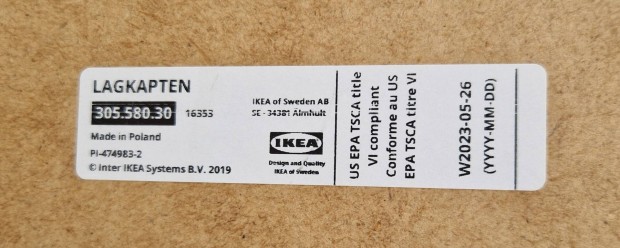 LAGKAPTEN
305.580.30 16353
Made in Poland
PI-474983-2
© Inter IKEA Systems B.V. 2019
IKEA of Sweden AB
SE - 34381 Älmhult
IKEA
Design and Quality
IKEA of Sweden
US EPA TSCA title
VI compliant
Conforme au US
EPA TSCA titre VI
W2023-05-26
(YYYY-MM-DD)